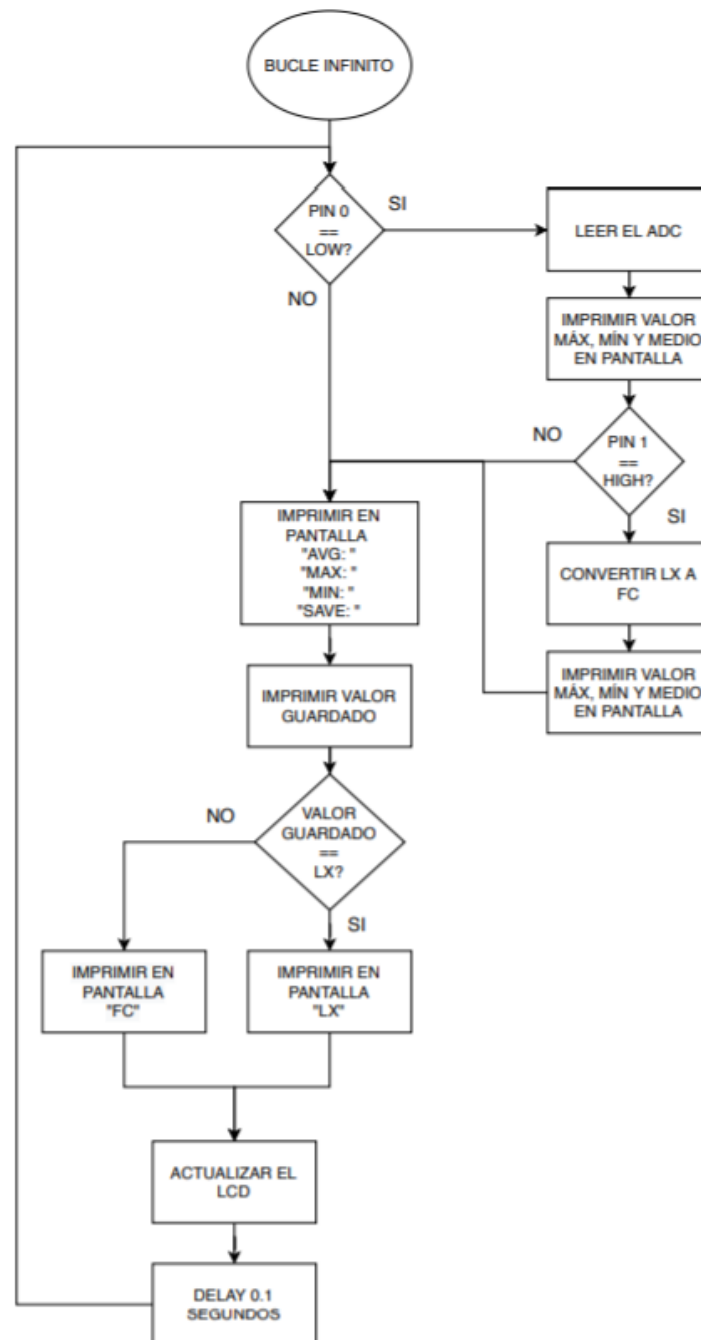 BUCLE INFINITO
PIN 0
==
LOW?
SI
NO
LEER EL ADC
IMPRIMIR VALOR
MÁX, MÍN Y MEDIO
EN PANTALLA
PIN 1
==
HIGH?
NO
SI
CONVERTIR LX A
FC
IMPRIMIR VALOR
MÁX, MÍN Y MEDIO
EN PANTALLA
IMPRIMIR EN
PANTALLA
"AVG: "
"MAX: "
"MIN: "
"SAVE: "
IMPRIMIR VALOR
GUARDADO
VALOR
GUARDADO
==
LX?
NO
SI
IMPRIMIR EN
PANTALLA
"FC"
IMPRIMIR EN
PANTALLA
"LX"
ACTUALIZAR EL
LCD
DELAY 0.1
SEGUNDOS